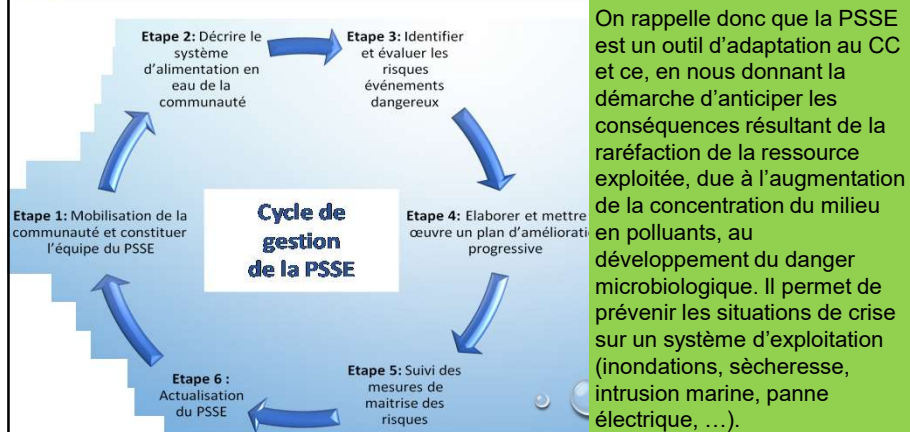 Etape 2: Décrire le
système
d'alimentation en
eau de la
communauté
Etape 3: Identifier
et évaluer les
risques
événements
dangereux
Etape 1: Mobilisation de la
communauté et constituer
l'équipe du PSSE
Cycle de
gestion
de la PSSE
Etape 4: Elaborer et mettre
œuvre un plan d'améliorati
progressive
Etape 6 :
Actualisation
du PSSE
Etape 5: Suivi des
mesures de
maitrise des
risques
On rappelle donc que la PSSE
est un outil d'adaptation au CC
et ce, en nous donnant la
démarche d'anticiper les
conséquences résultant de la
raréfaction de la ressource
exploitée, due à l'augmentation
de la concentration du milieu
en polluants, au
développement du danger
microbiologique. Il permet de
prévenir les situations de crise
sur un système d'exploitation
(inondations, sècheresse,
intrusion marine, panne
électrique, …).